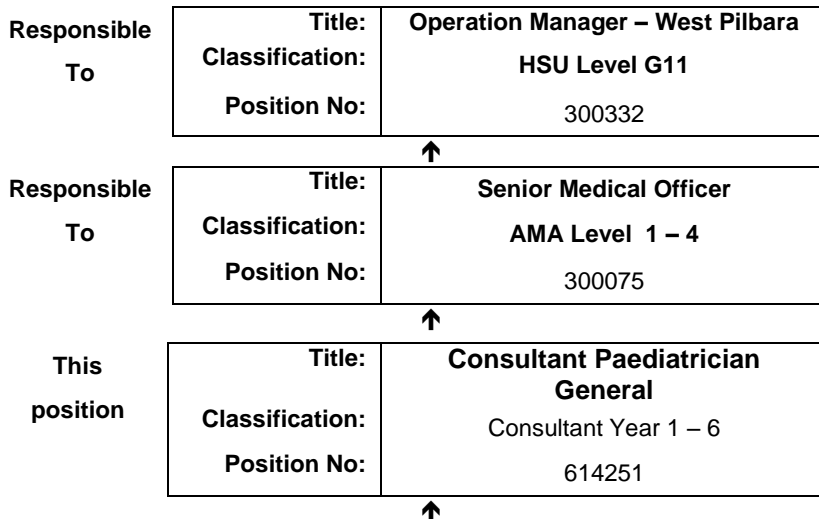 Responsible To
Title: Operation Manager – West Pilbara
Classification: HSU Level G11
Position No: 300332
Responsible To
Title: Senior Medical Officer
Classification: AMA Level 1 – 4
Position No: 300075
This position
Title: Consultant Paediatrician General
Classification: Consultant Year 1 – 6
Position No: 614251